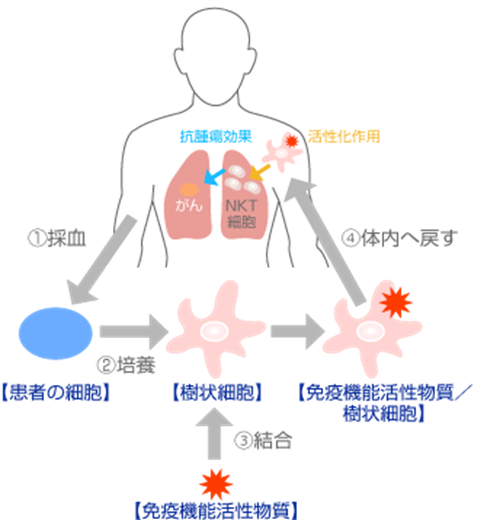 抗腫瘍効果
活性化作用
がん
NKT
細胞
①採血
④体内へ戻す
②培養
【患者の細胞】
【樹状細胞】
【免疫機能活性物質／
樹状細胞】
③結合
【免疫機能活性物質】